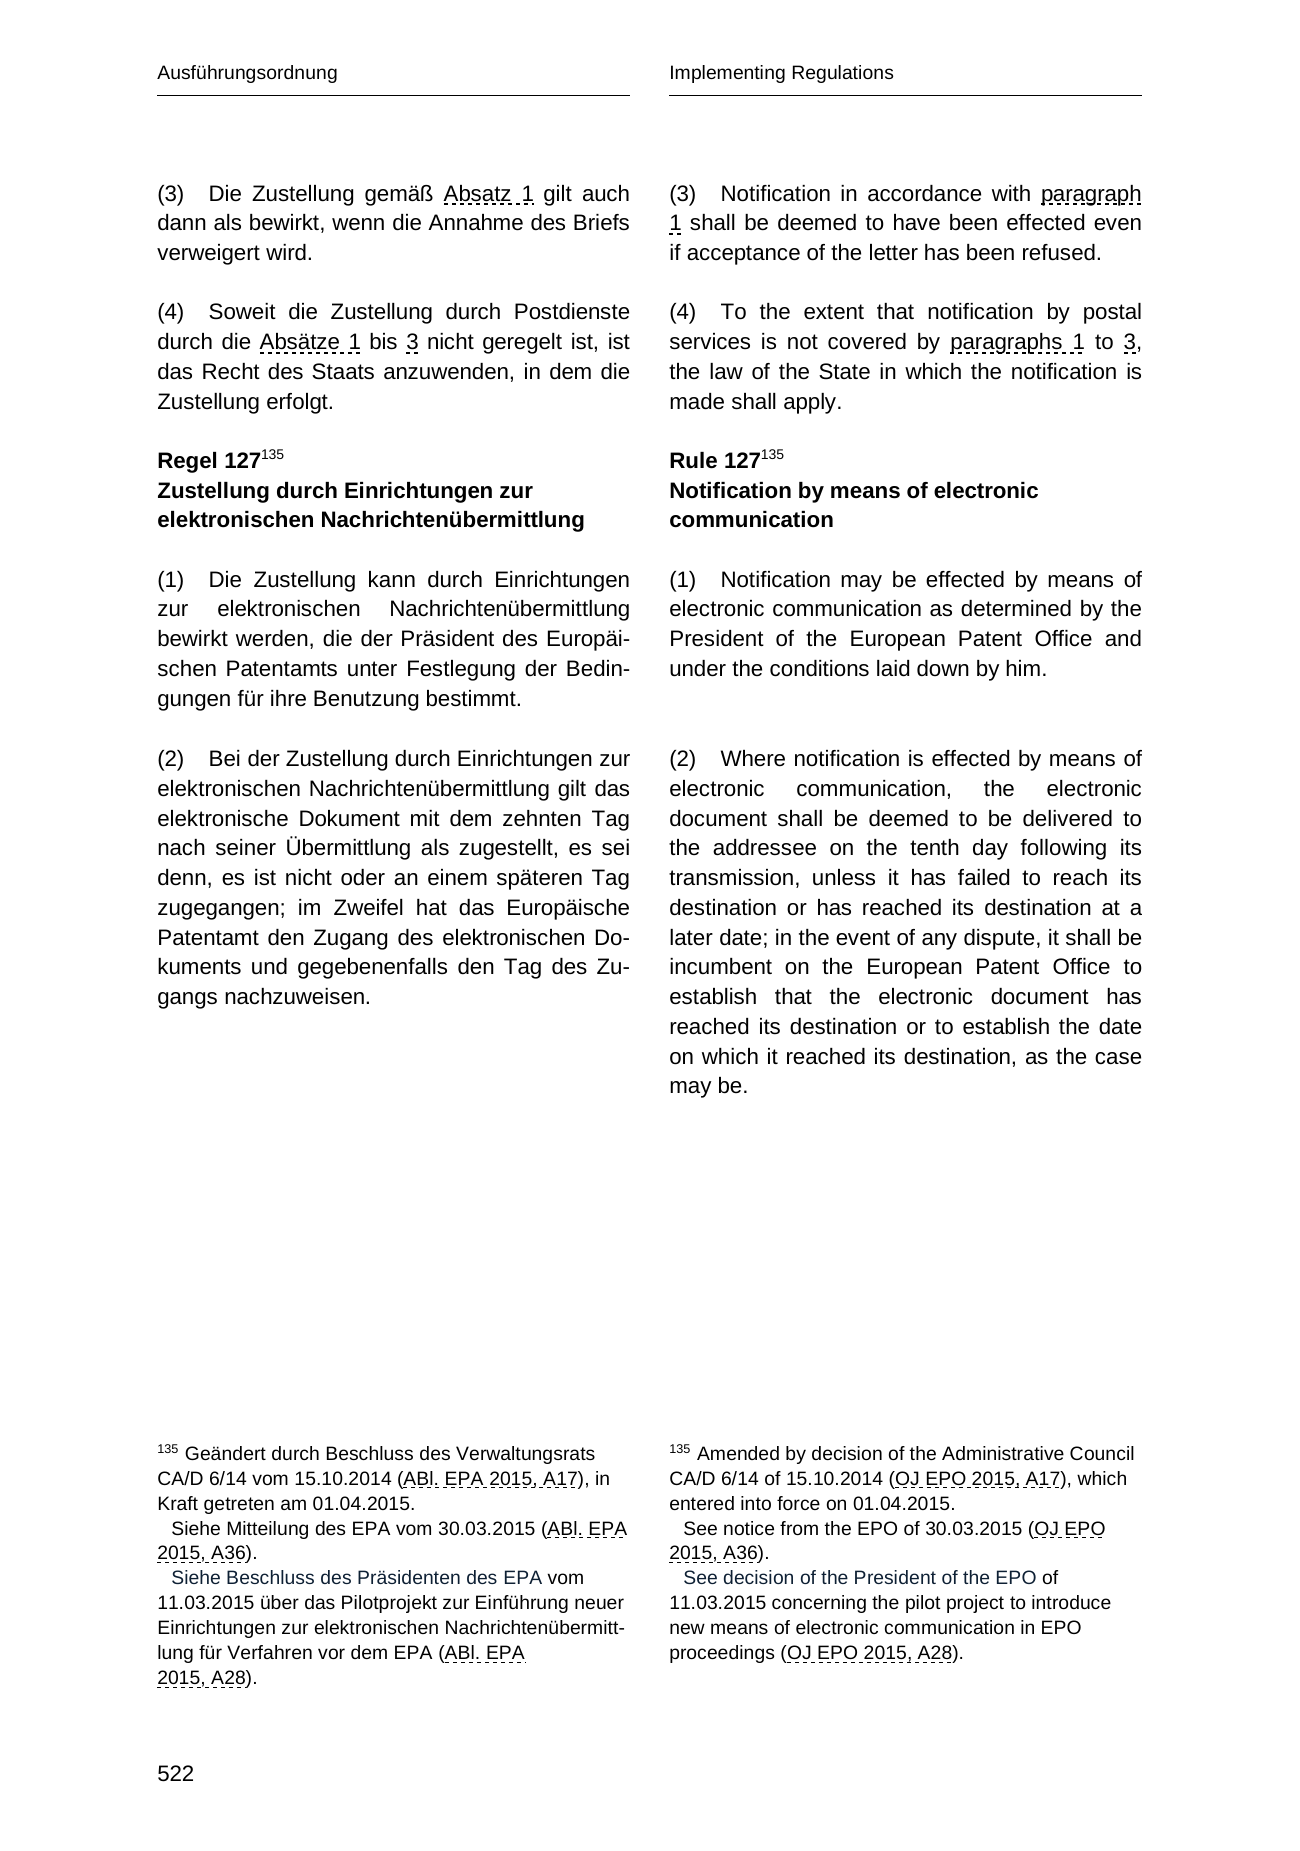 Ausführungsordnung
(3) Die Zustellung gemäß Absatz 1 gilt auch
dann als bewirkt, wenn die Annahme des Briefs
verweigert wird.
(4) Soweit die Zustellung durch Postdienste
durch die Absätze 1 bis 3 nicht geregelt ist, ist
das Recht des Staats anzuwenden, in dem die
Zustellung erfolgt.
Regel 127135
Zustellung durch Einrichtungen zur
elektronischen Nachrichtenübermittlung
(1) Die Zustellung kann durch Einrichtungen
zur elektronischen Nachrichtenübermittlung
bewirkt werden, die der Präsident des Europäi-
schen Patentamts unter Festlegung der Bedin-
gungen für ihre Benutzung bestimmt.
(2) Bei der Zustellung durch Einrichtungen zur
elektronischen Nachrichtenübermittlung gilt das
elektronische Dokument mit dem zehnten Tag
nach seiner Übermittlung als zugestellt, es sei
denn, es ist nicht oder an einem späteren Tag
zugegangen; im Zweifel hat das Europäische
Patentamt den Zugang des elektronischen Do-
kuments und gegebenenfalls den Tag des Zu-
gangs nachzuweisen.
135 Geändert durch Beschluss des Verwaltungsrats
CA/D 6/14 vom 15.10.2014 (ABl. EPA 2015, A17), in
Kraft getreten am 01.04.2015.
Siehe Mitteilung des EPA vom 30.03.2015 (ABl. EPA
2015, A36).
Siehe Beschluss des Präsidenten des EPA vom
11.03.2015 über das Pilotprojekt zur Einführung neuer
Einrichtungen zur elektronischen Nachrichtenübermitt-
lung für Verfahren vor dem EPA (ABl. EPA
2015, A28).
Implementing Regulations
(3) Notification in accordance with paragraph
1 shall be deemed to have been effected even
if acceptance of the letter has been refused.
(4) To the extent that notification by postal
services is not covered by paragraphs 1 to 3,
the law of the State in which the notification is
made shall apply.
Rule 127135
Notification by means of electronic
communication
(1) Notification may be effected by means of
electronic communication as determined by the
President of the European Patent Office and
under the conditions laid down by him.
(2) Where notification is effected by means of
electronic communication, the electronic
document shall be deemed to be delivered to
the addressee on the tenth day following its
transmission, unless it has failed to reach its
destination or has reached its destination at a
later date; in the event of any dispute, it shall be
incumbent on the European Patent Office to
establish that the electronic document has
reached its destination or to establish the date
on which it reached its destination, as the case
may be.
135 Amended by decision of the Administrative Council
CA/D 6/14 of 15.10.2014 (OJ EPO 2015, A17), which
entered into force on 01.04.2015.
See notice from the EPO of 30.03.2015 (OJ EPO
2015, A36).
See decision of the President of the EPO of
11.03.2015 concerning the pilot project to introduce
new means of electronic communication in EPO
proceedings (OJ EPO 2015, A28).
522